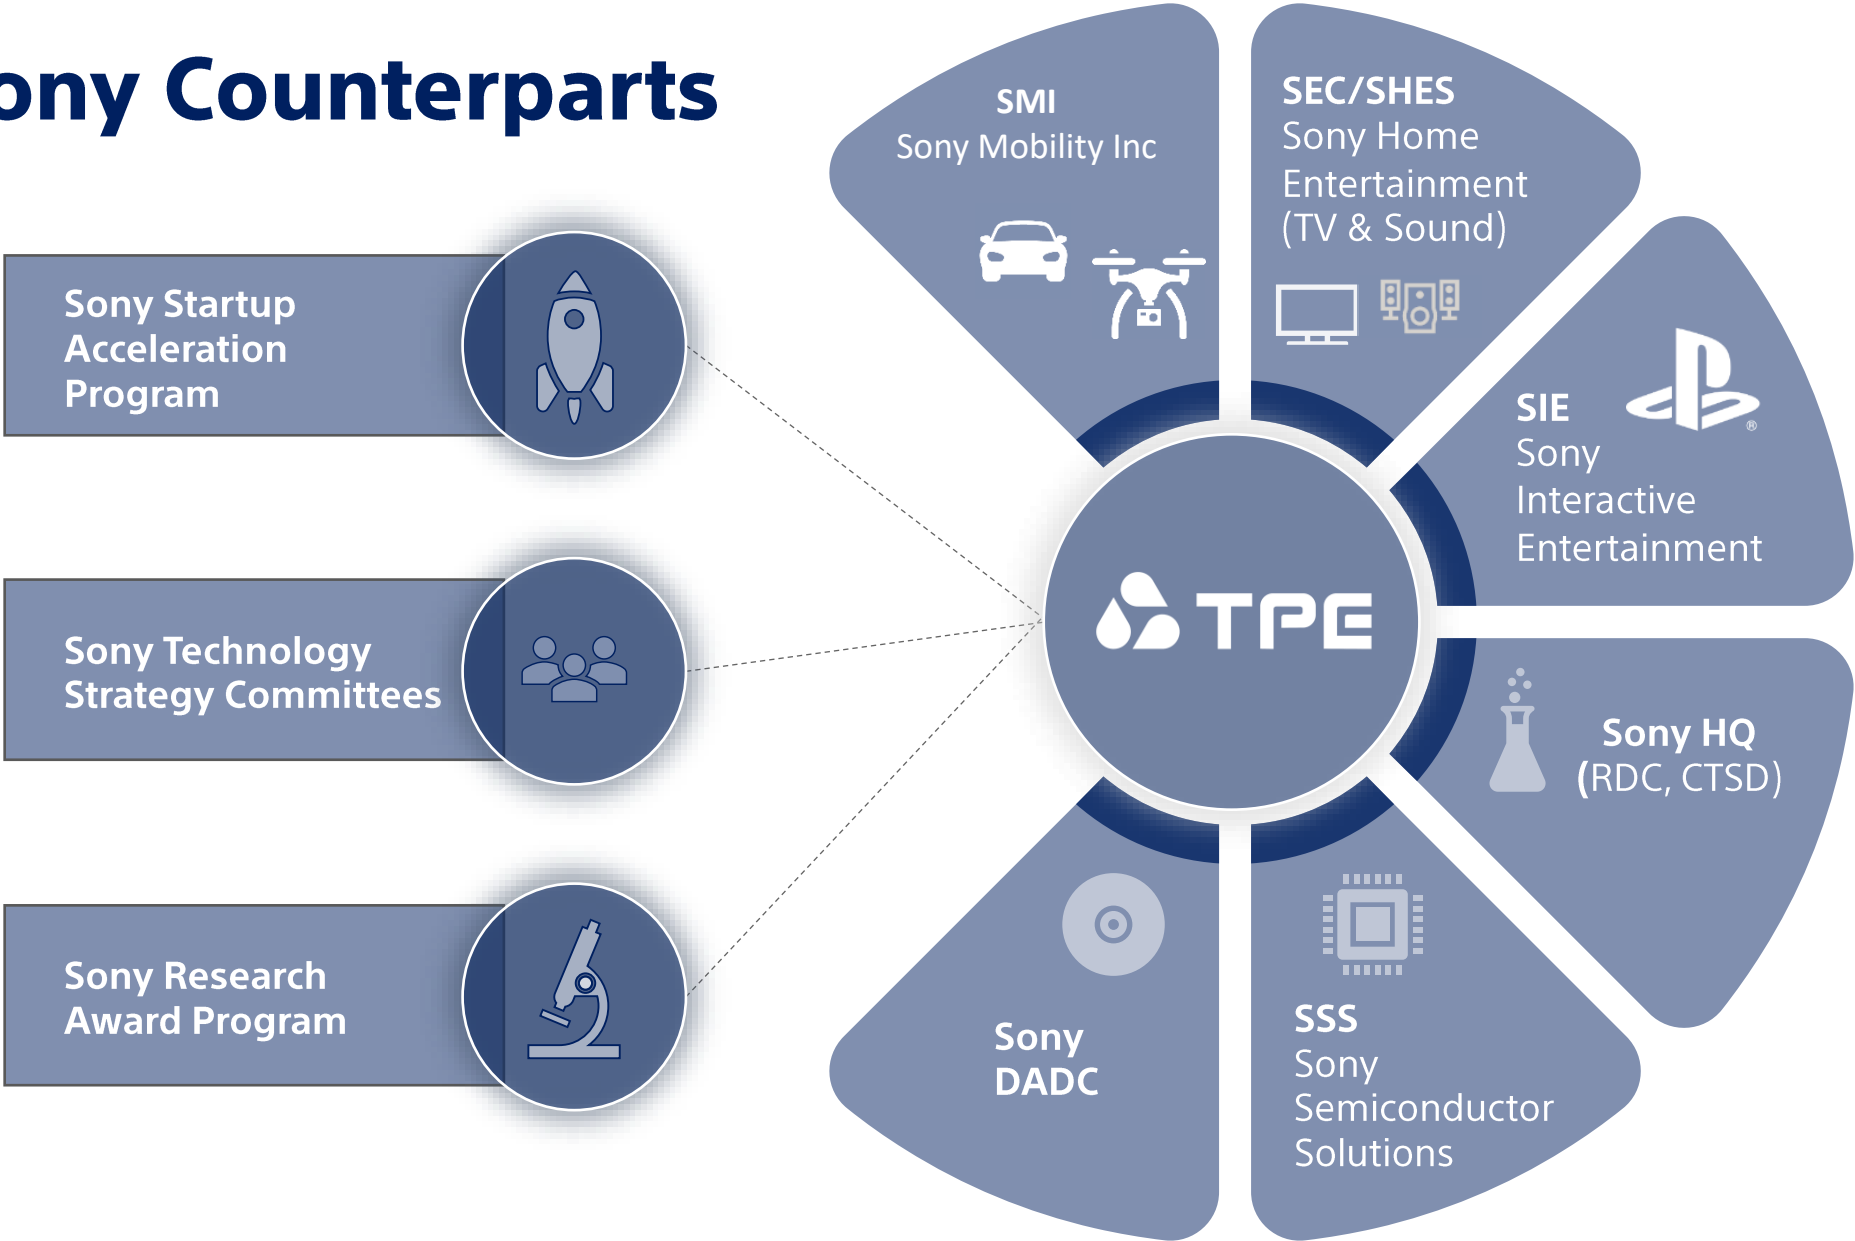 ony Counterparts
Sony Startup
Acceleration
Program
Sony Technology
Strategy Committees
Sony Research
Award Program
SMI
Sony Mobility Inc
SEC/SHES
Sony Home
Entertainment
(TV & Sound)
SIE
Sony
Interactive
Entertainment
®
TPE
Sony HQ
(RDC, CTSD)
SSS
Sony
Semiconductor
Solutions
Sony
DADC